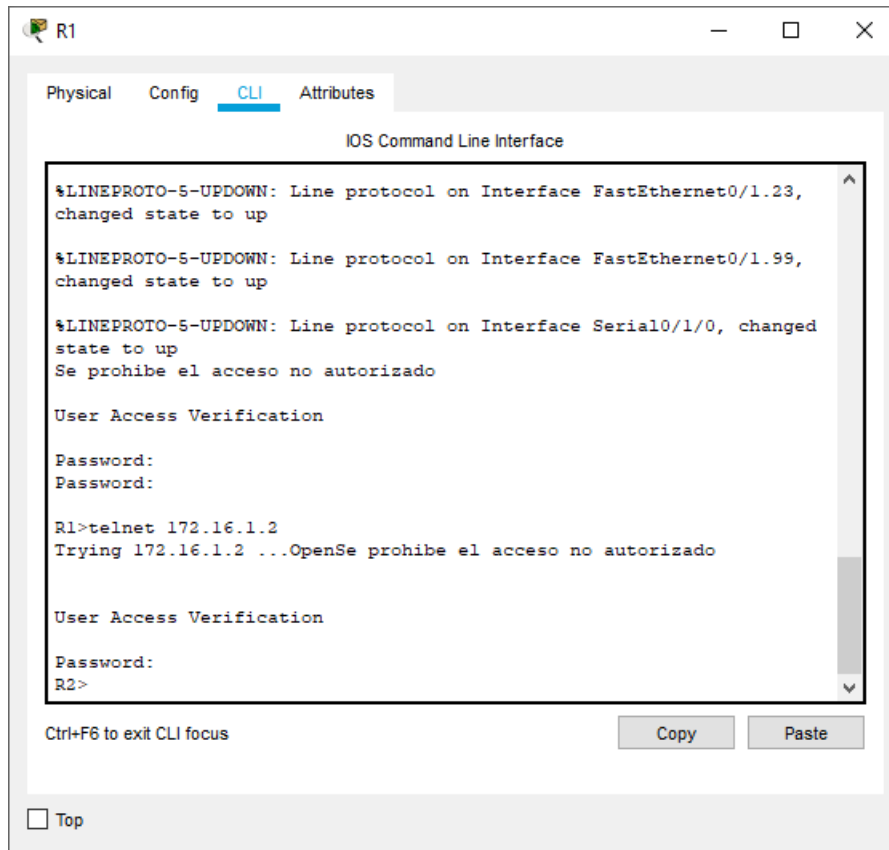 R1
Physical Config CLI Attributes
IOS Command Line Interface
%LINEPROTO-5-UPDOWN: Line protocol on Interface FastEthernet0/1.23,
changed state to up
%LINEPROTO-5-UPDOWN: Line protocol on Interface FastEthernet0/1.99,
changed state to up
%LINEPROTO-5-UPDOWN: Line protocol on Interface Serial0/1/0, changed
state to up
Se prohibe el acceso no autorizado
User Access Verification
Password:
Password:
R1>telnet 172.16.1.2
Trying 172.16.1.2 ...OpenSe prohibe el acceso no autorizado
User Access Verification
Password:
R2>
Ctrl+F6 to exit CLI focus
Copy Paste
Top